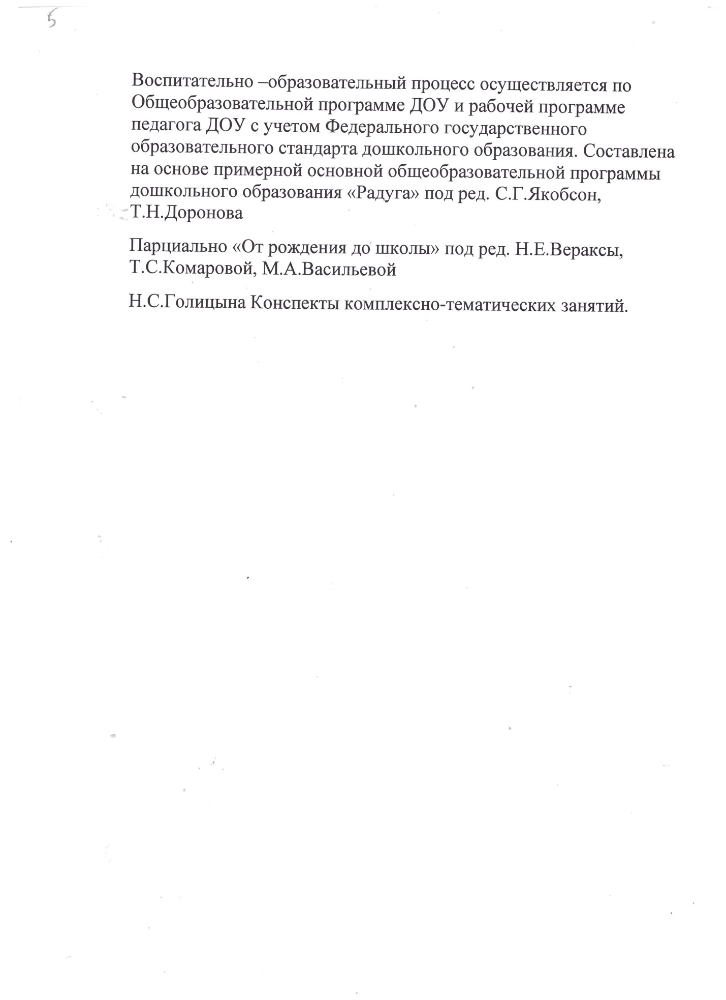 5
Воспитательно –образовательный процесс осуществляется по
Общеобразовательной программе ДОУ и рабочей программе
педагога ДОУ с учетом Федерального государственного
образовательного стандарта дошкольного образования. Составлена
на основе примерной основной общеобразовательной программы
дошкольного образования «Радуга» под ред. С.Г.Якобсон,
Т.Н.Доронова
Парциально «От рождения до школы» под ред. Н.Е.Вераксы,
Т.С.Комаровой, М.А.Васильевой
Н.С.Голицына Конспекты комплексно-тематических занятий.